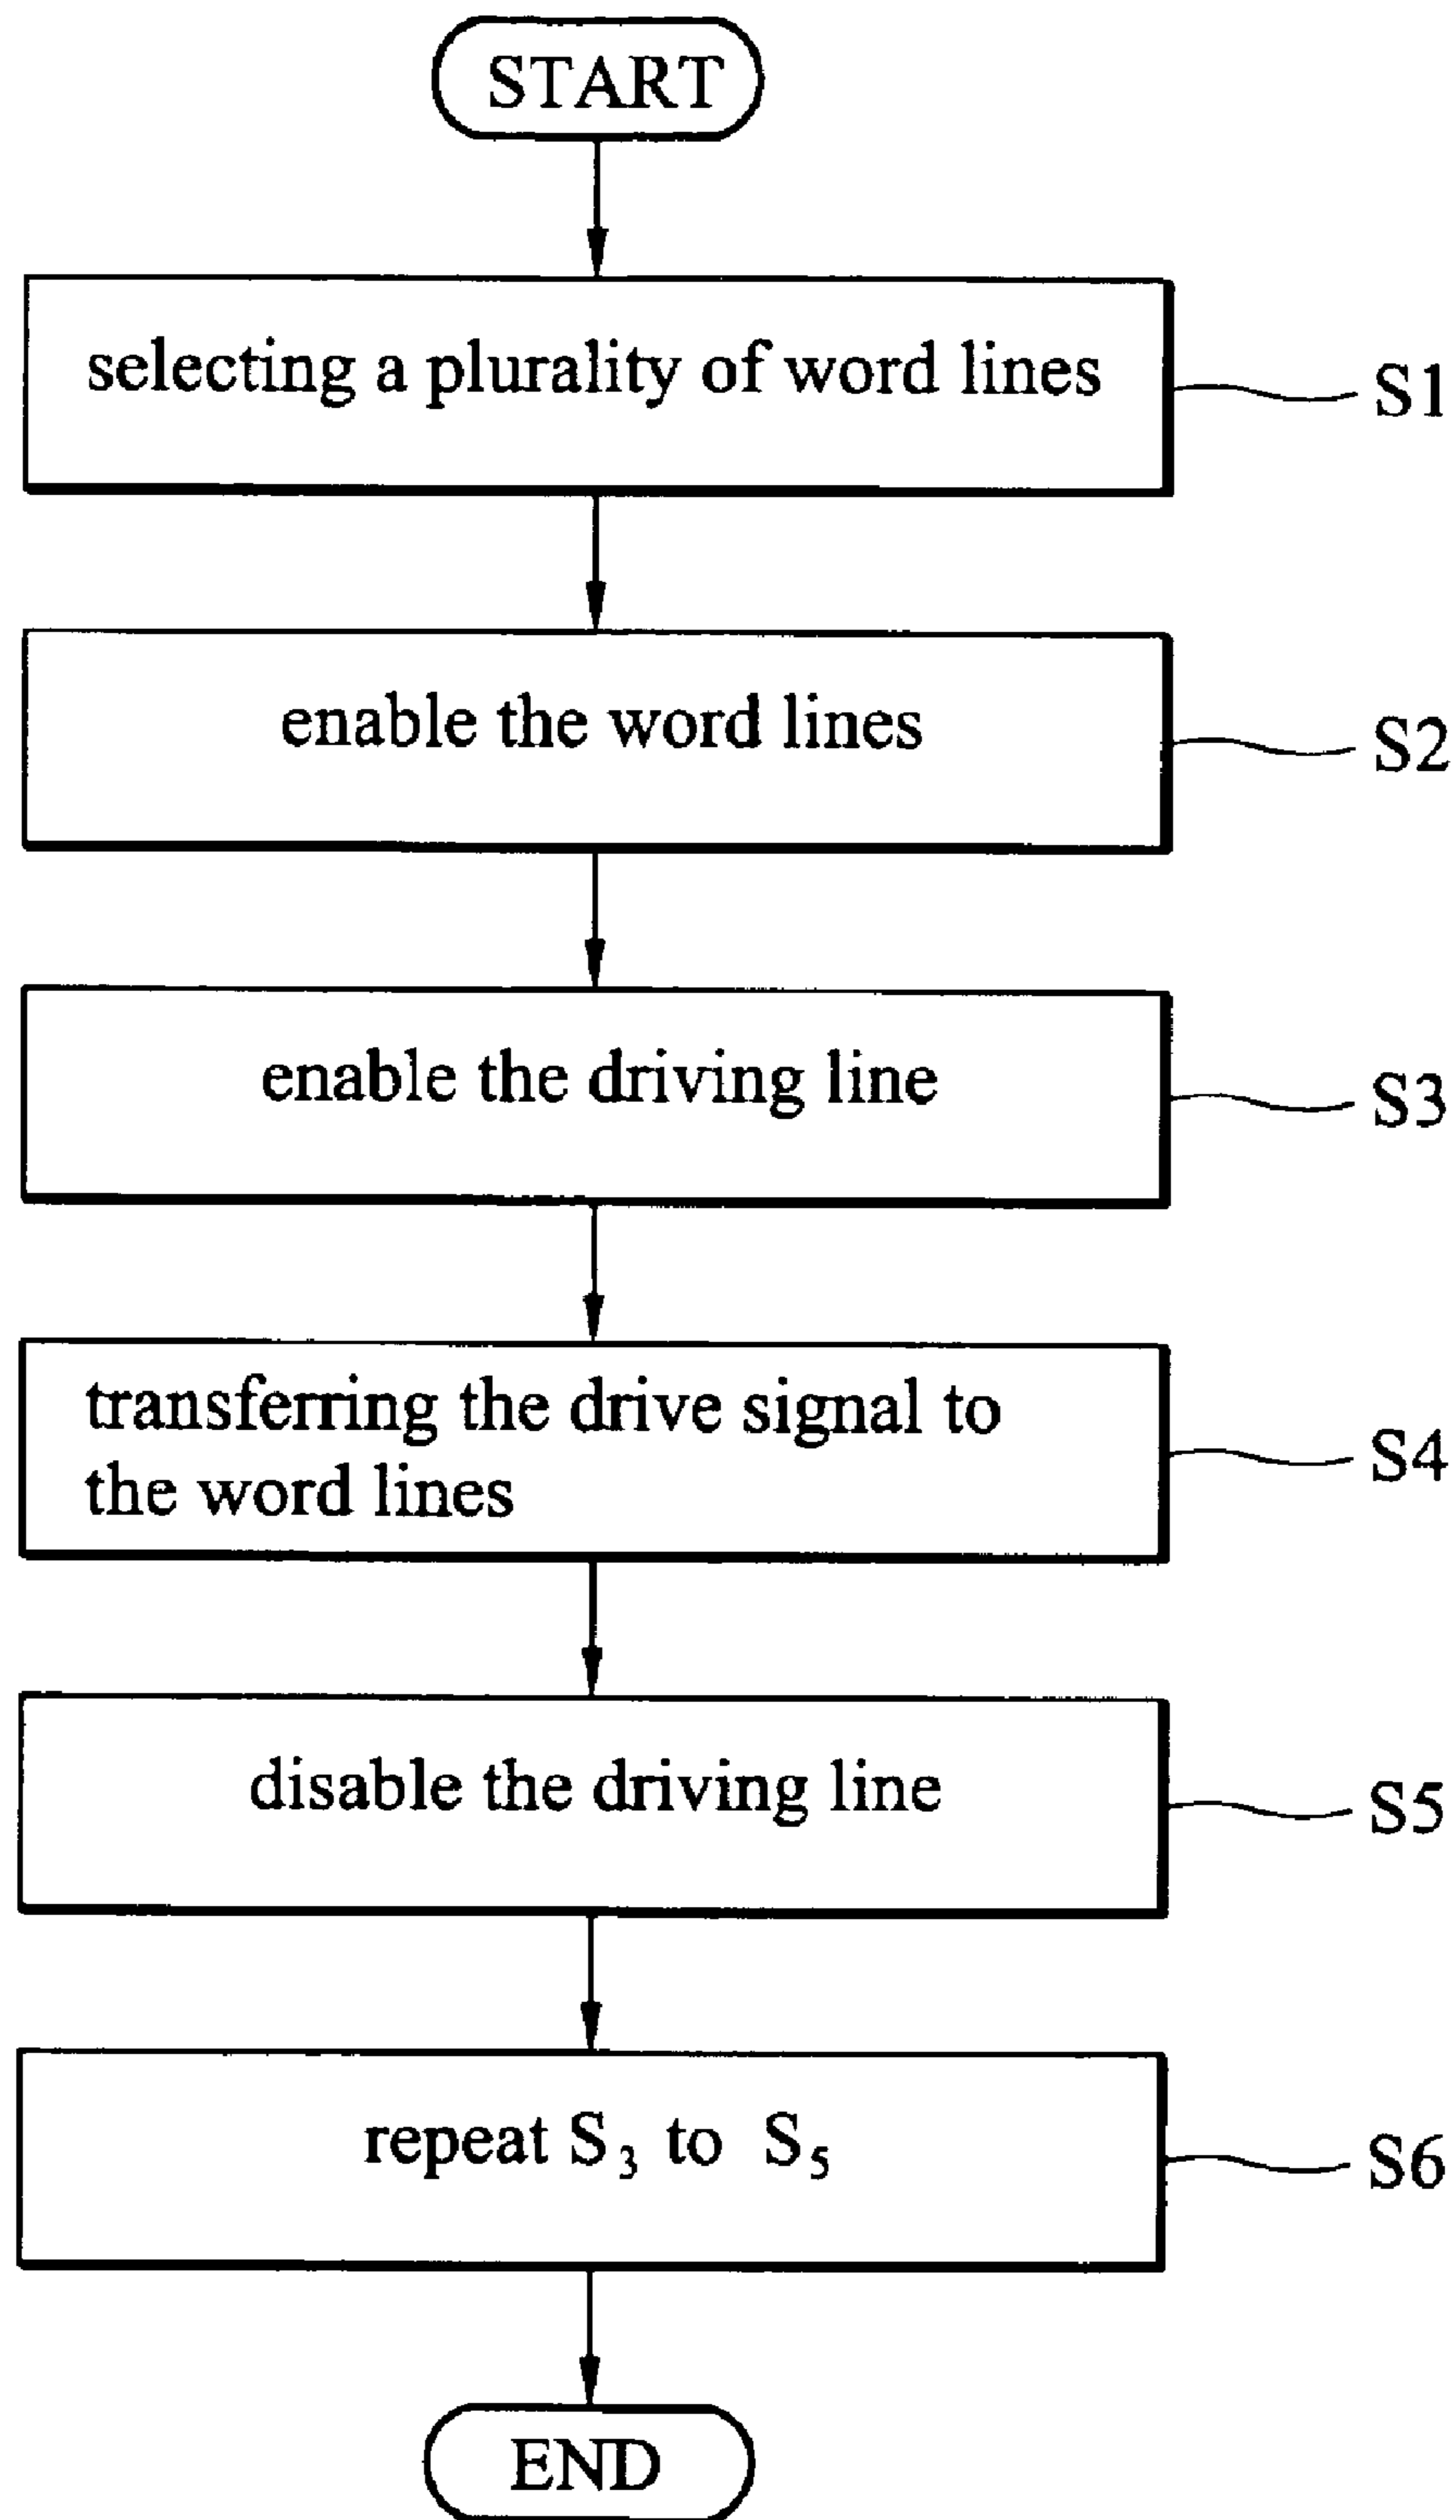 START
selecting a plurality of word lines
S1
enable the word lines
S2
enable the driving line
S3
transferring the drive signal to
the word lines
S4
disable the driving line
S5
repeat S₃ to S₅
S6
END